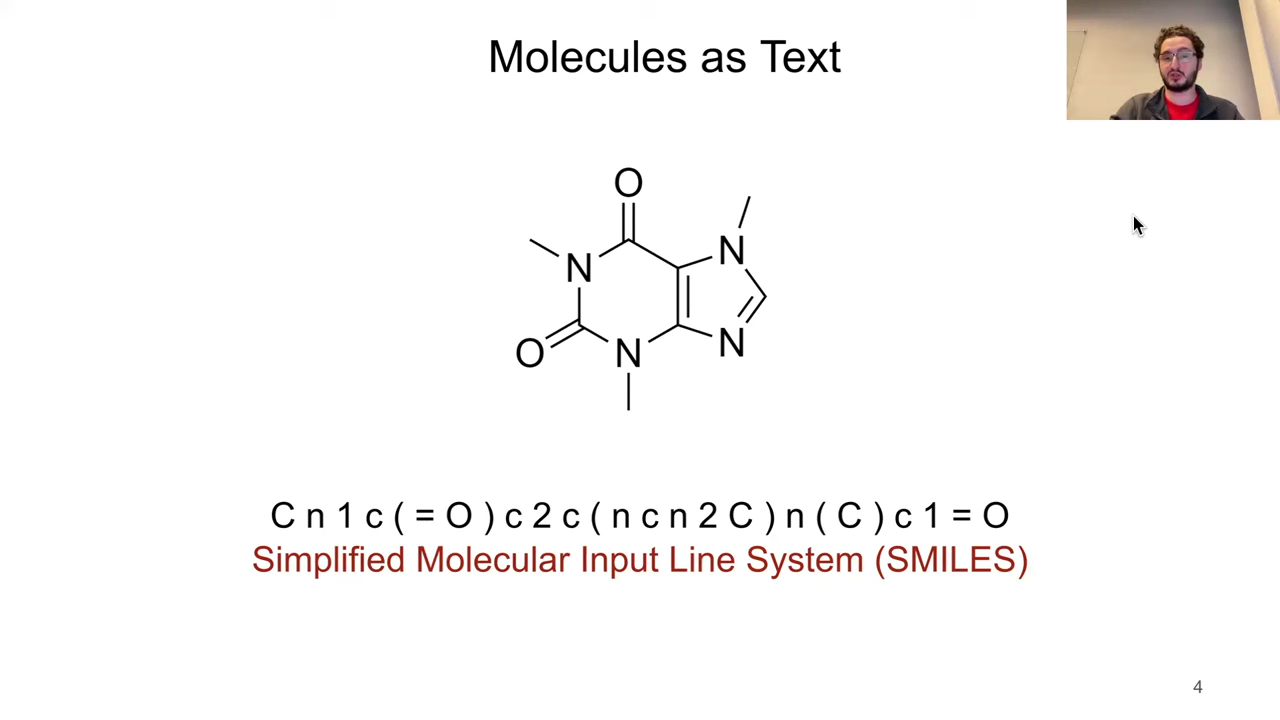 Molecules as Text
O
N
N
O
N
N
C n 1 c ( = O ) c 2 c ( n c n 2 C ) n ( C ) c 1 = O
Simplified Molecular Input Line System (SMILES)
4